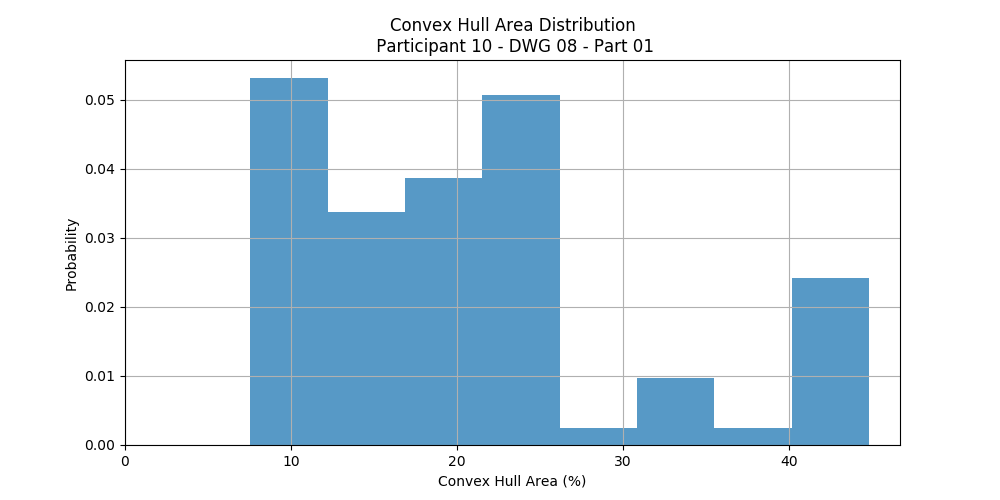 Convex Hull Area Distribution
Participant 10 - DWG 08 - Part 01
Probability
0.05
0.04
0.03
0.02
0.01
0.00
0 10 20 30 40
Convex Hull Area (%)